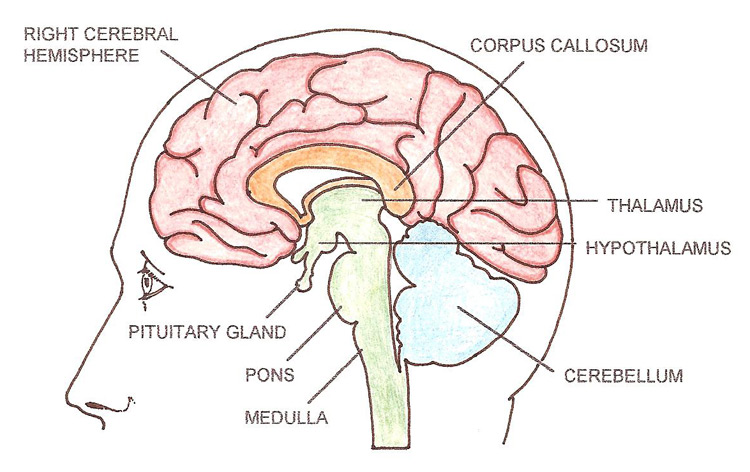 RIGHT CEREBRAL
HEMISPHERE
CORPUS CALLOSUM
THALAMUS
HYPOTHALAMUS
PITUITARY GLAND
PONS
CEREBELLUM
MEDULLA